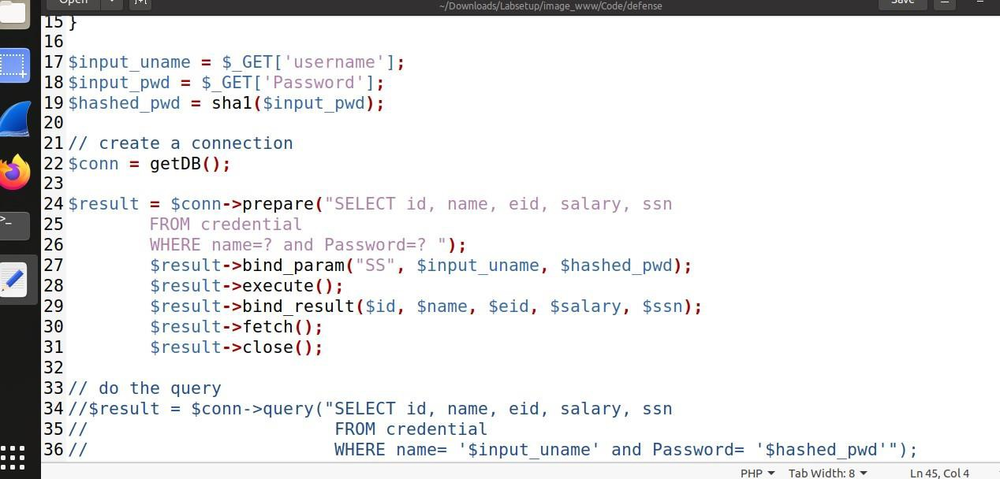 Open
~/Downloads/Labsetup/image_www/Code/defense
Save
15 }
16
17 $input_uname = $_GET['username'];
18 $input_pwd = $_GET['Password'];
19 $hashed_pwd = sha1($input_pwd);
20
21 // create a connection
22 $conn = getDB();
23
24 $result = $conn->prepare("SELECT id, name, eid, salary, ssn
25         FROM credential
26         WHERE name=? and Password=? ");
27         $result->bind_param("SS", $input_uname, $hashed_pwd);
28         $result->execute();
29         $result->bind_result($id, $name, $eid, $salary, $ssn);
30         $result->fetch();
31         $result->close();
32
33 // do the query
34 //$result = $conn->query("SELECT id, name, eid, salary, ssn
35 //                        FROM credential
36 //                        WHERE name= '$input_uname' and Password= '$hashed_pwd'");
PHP Tab Width: 8 Ln 45, Col 4